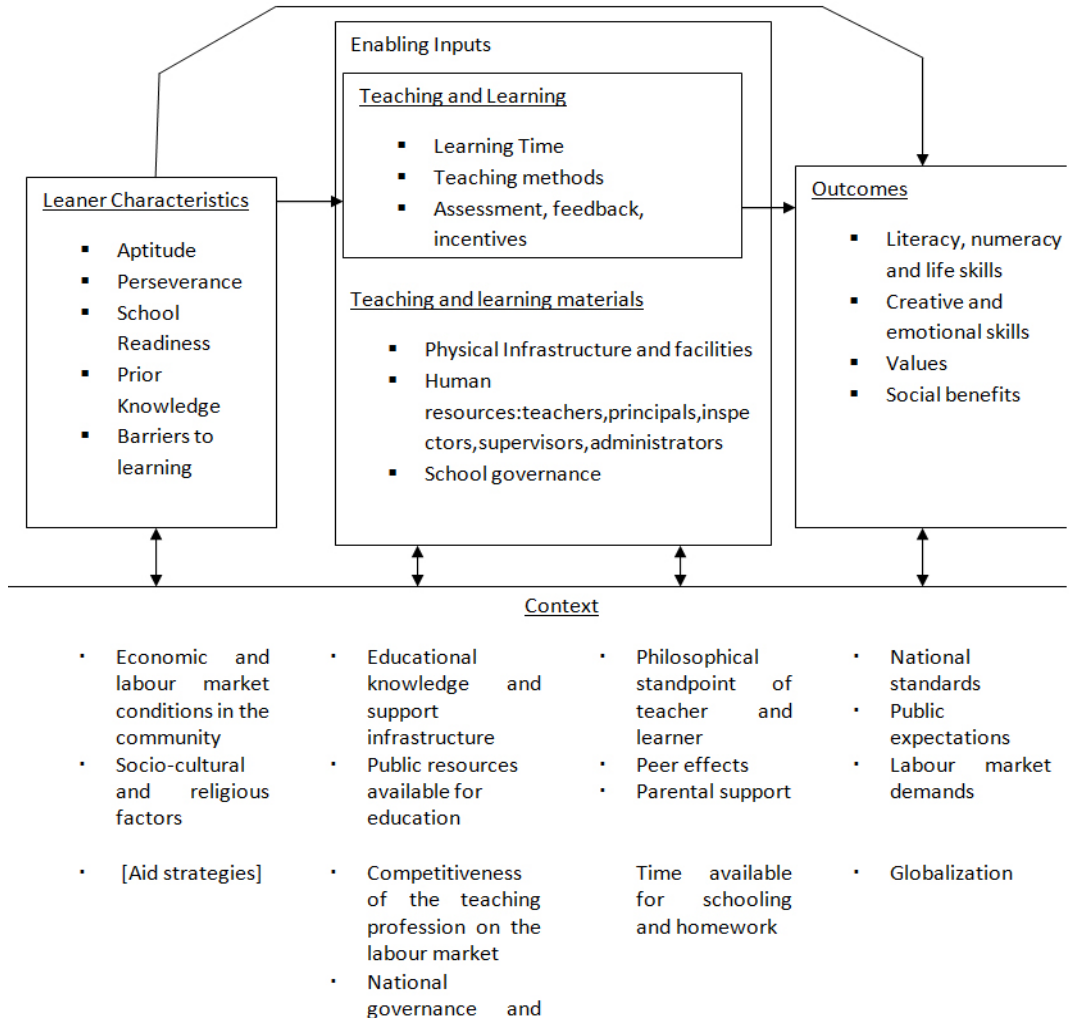 Enabling Inputs
Teaching and Learning
▪ Learning Time
▪ Teaching methods
▪ Assessment, feedback,
incentives
Teaching and learning materials
▪ Physical Infrastructure and facilities
▪ Human
resources:teachers,principals,inspe
ctors,supervisors,administrators
▪ School governance
Leaner Characteristics
▪ Aptitude
▪ Perseverance
▪ School
Readiness
▪ Prior
Knowledge
▪ Barriers to
learning
Outcomes
▪ Literacy, numeracy
and life skills
▪ Creative and
emotional skills
▪ Values
▪ Social benefits
Context
· Economic and
labour market
conditions in the
community
· Socio-cultural
and religious
factors
· [Aid strategies]
· Educational
knowledge and
support
infrastructure
· Public resources
available for
education
· Competitiveness
of the teaching
profession on the
labour market
· National
governance and
· Philosophical
standpoint of
teacher and
learner
· Peer effects
· Parental support
Time available
for schooling
and homework
· National
standards
· Public
expectations
· Labour market
demands
· Globalization